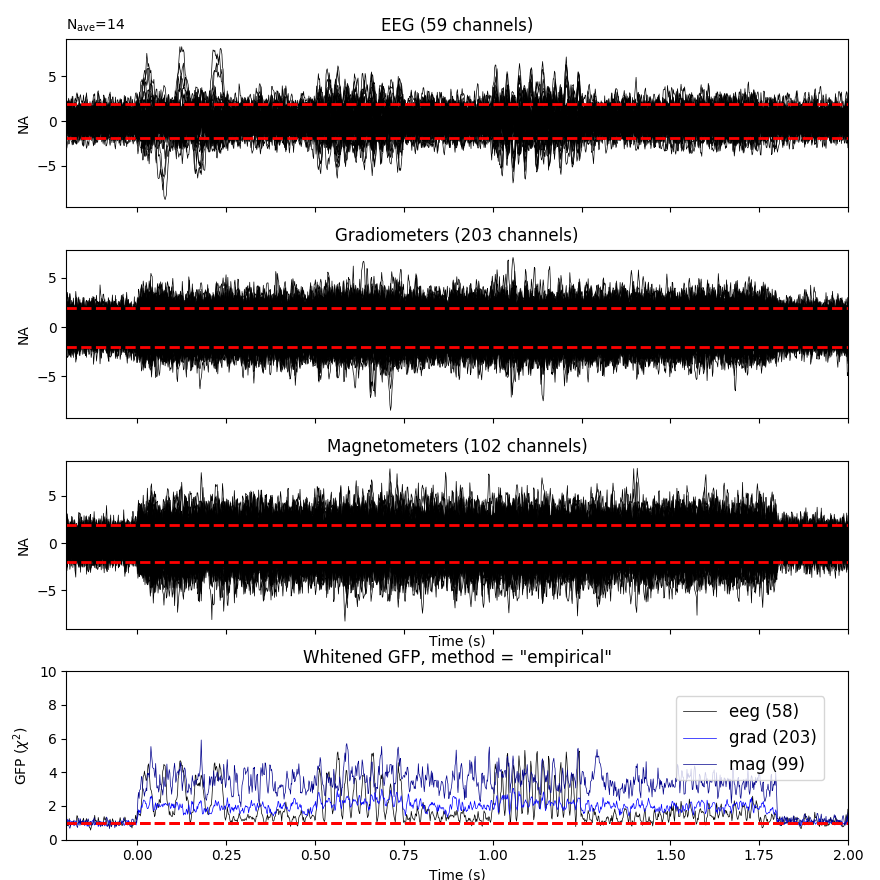 Nave=14
EEG (59 channels)
5
0
−5
NA
Gradiometers (203 channels)
5
0
−5
NA
Magnetometers (102 channels)
5
0
−5
NA
Time (s)
Whitened GFP, method = "empirical"
10
8
6
4
2
0
GFP (χ²)
eeg (58)
grad (203)
mag (99)
0.00 0.25 0.50 0.75 1.00 1.25 1.50 1.75 2.00
Time (s)